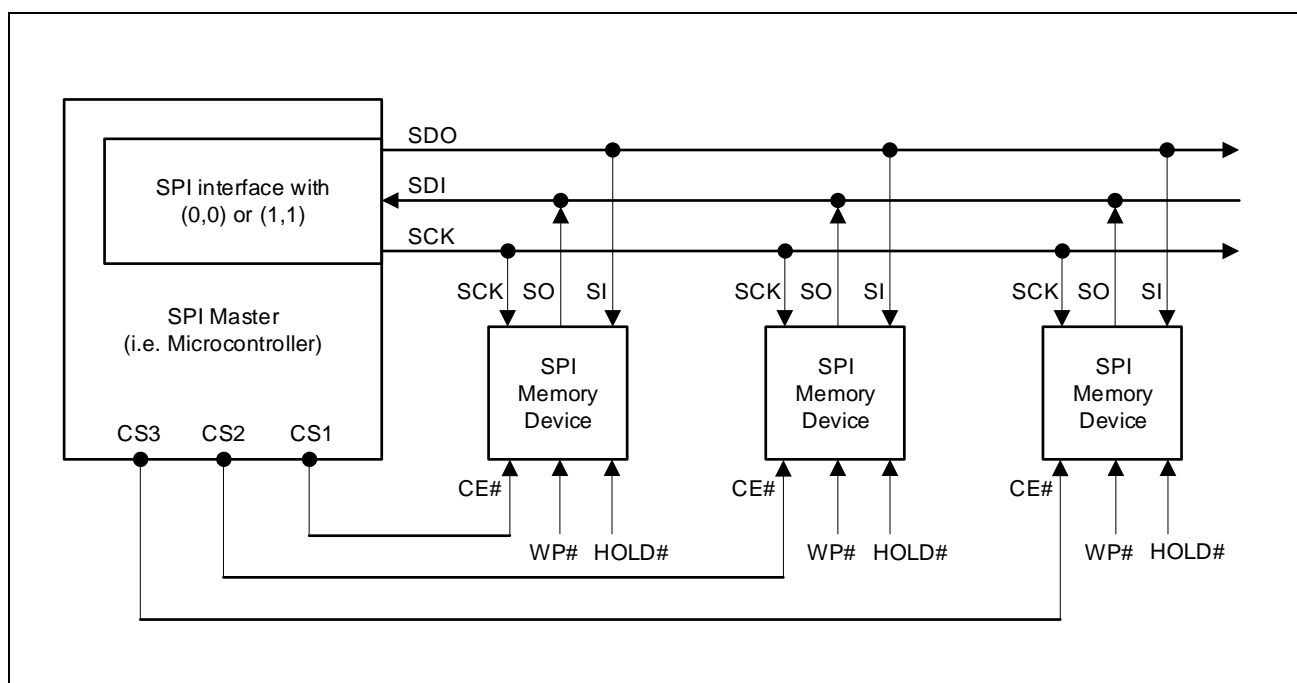 SDO
SPI interface with
(0,0) or (1,1)
SDI
SCK
SPI Master
(i.e. Microcontroller)
SCK SO SI
SCK SO SI
SCK SO SI
SPI
Memory
Device
SPI
Memory
Device
SPI
Memory
Device
CS3 CS2 CS1
CE#
CE#
CE#
WP# HOLD#
WP# HOLD#
WP# HOLD#